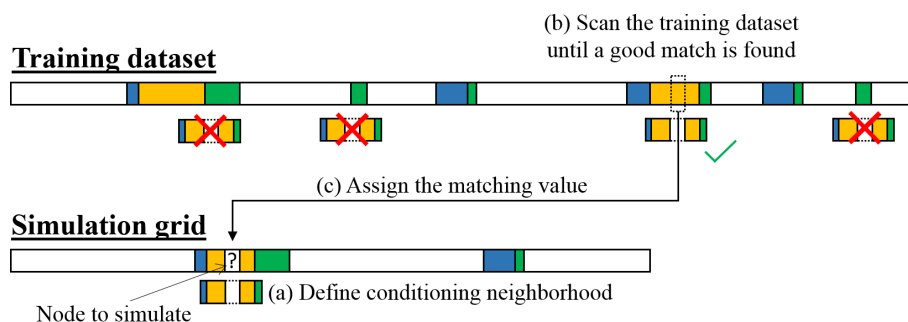 (b) Scan the training dataset
until a good match is found
Training dataset
(c) Assign the matching value
Simulation grid
?
(a) Define conditioning neighborhood
Node to simulate